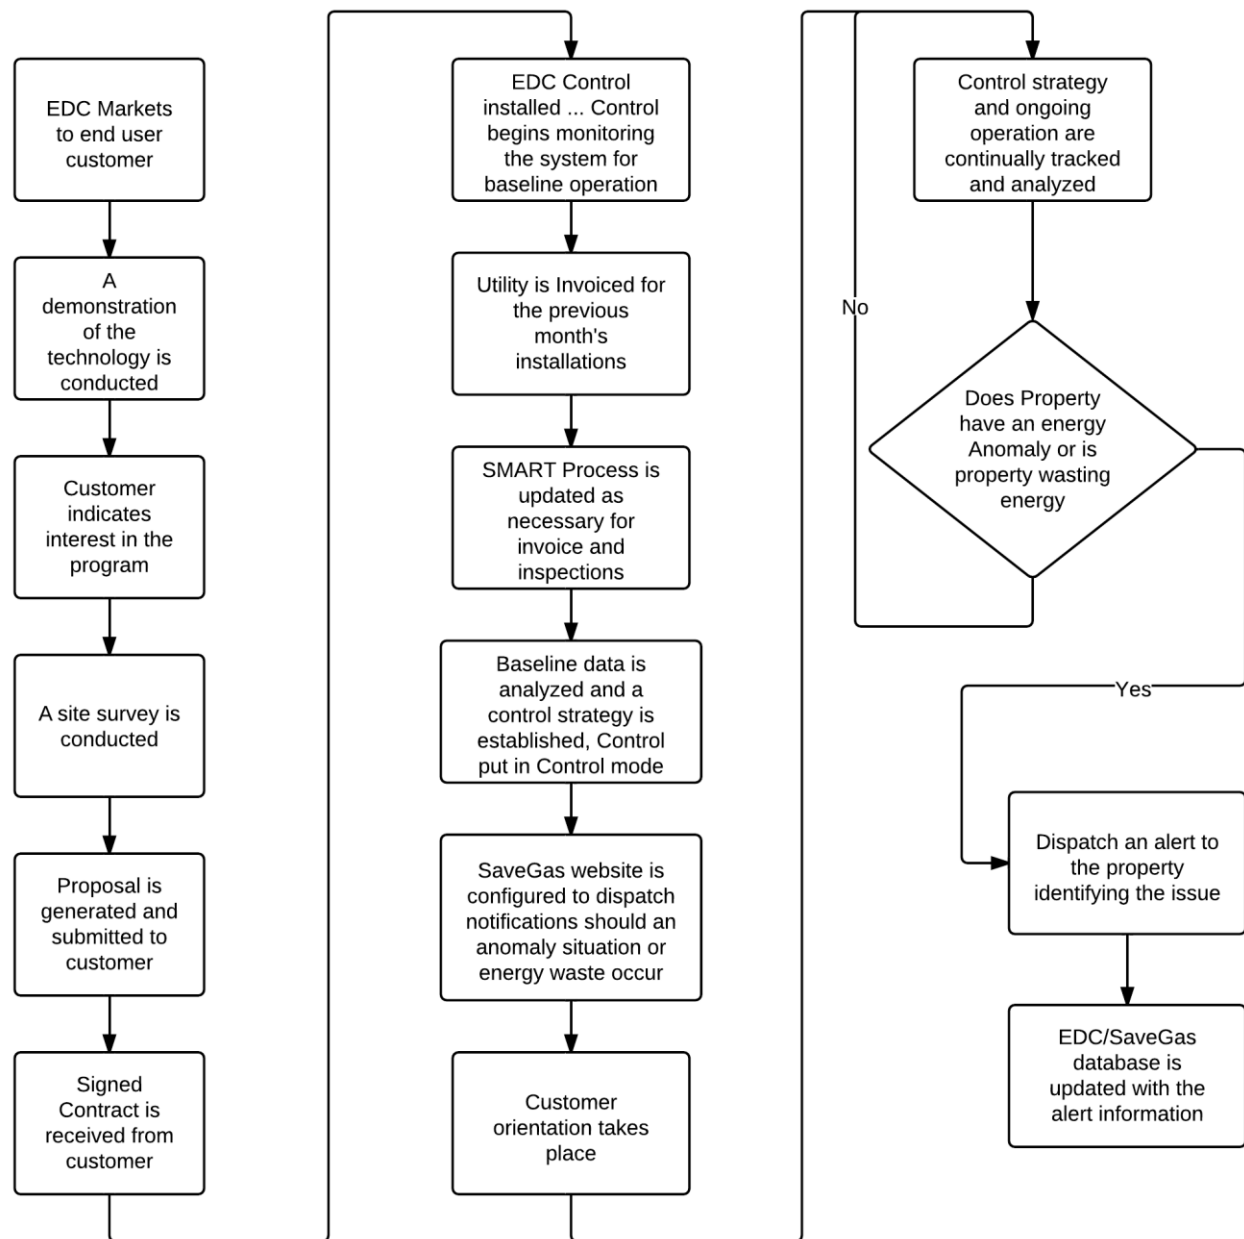 EDC Markets
to end user
customer
A
demonstration
of the
technology is
conducted
Customer
indicates
interest in the
program
A site survey is
conducted
Proposal is
generated and
submitted to
customer
Signed
Contract is
received from
customer
EDC Control
installed ... Control
begins monitoring
the system for
baseline operation
Utility is Invoiced for
the previous
month's
installations
SMART Process is
updated as
necessary for
invoice and
inspections
Baseline data is
analyzed and a
control strategy is
established, Control
put in Control mode
SaveGas website is
configured to dispatch
notifications should an
anomaly situation or
energy waste occur
Customer
orientation takes
place
Control strategy
and ongoing
operation are
continually tracked
and analyzed
No
Does Property
have an energy
Anomaly or is
property wasting
energy
Yes
Dispatch an alert to
the property
identifying the issue
EDC/SaveGas
database is
updated with the
alert information